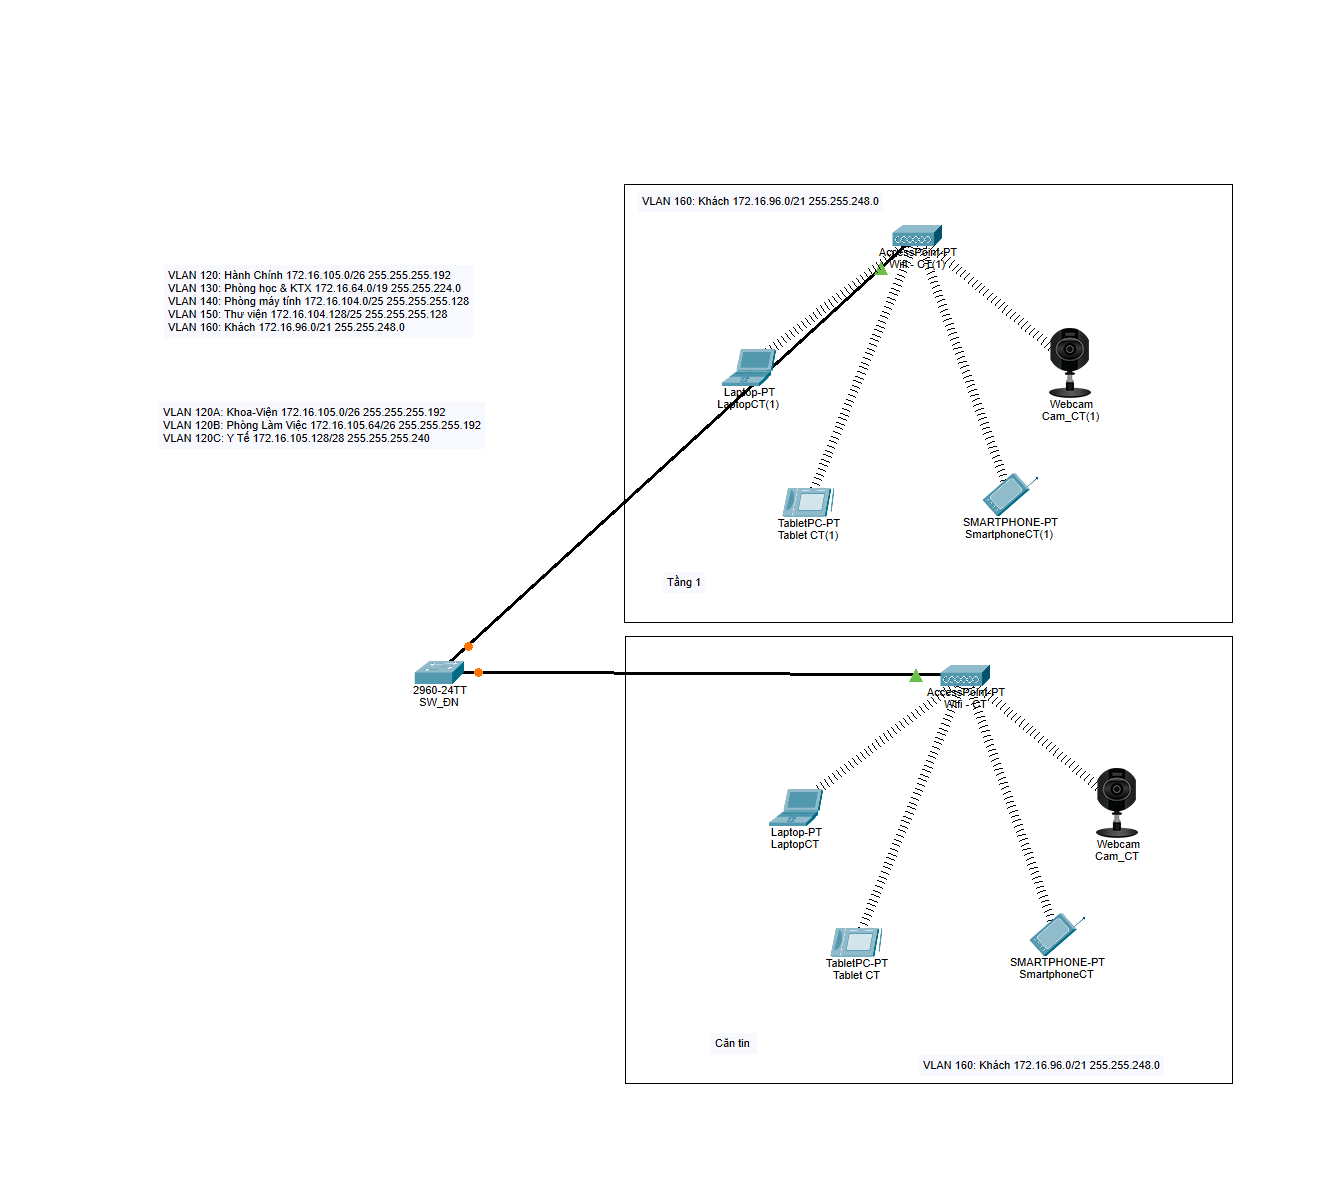 VLAN 160: Khách 172.16.96.0/21 255.255.248.0
AccessPoint-PT
Wifi - CT(1)
VLAN 120: Hành Chính 172.16.105.0/26 255.255.255.192
VLAN 130: Phòng học & KTX 172.16.64.0/19 255.255.224.0
VLAN 140: Phòng máy tính 172.16.104.0/25 255.255.255.128
VLAN 150: Thư viện 172.16.104.128/25 255.255.255.128
VLAN 160: Khách 172.16.96.0/21 255.255.248.0
Laptop-PT
LaptopCT(1)
Webcam
Cam_CT(1)
VLAN 120A: Khoa-Viện 172.16.105.0/26 255.255.255.192
VLAN 120B: Phòng Làm Việc 172.16.105.64/26 255.255.255.192
VLAN 120C: Y Tế 172.16.105.128/28 255.255.255.240
TabletPC-PT
Tablet CT(1)
SMARTPHONE-PT
SmartphoneCT(1)
Tầng 1
2960-24TT
SW_ĐN
AccessPoint-PT
Wifi - CT
Laptop-PT
LaptopCT
Webcam
Cam_CT
TabletPC-PT
Tablet CT
SMARTPHONE-PT
SmartphoneCT
Căn tin
VLAN 160: Khách 172.16.96.0/21 255.255.248.0